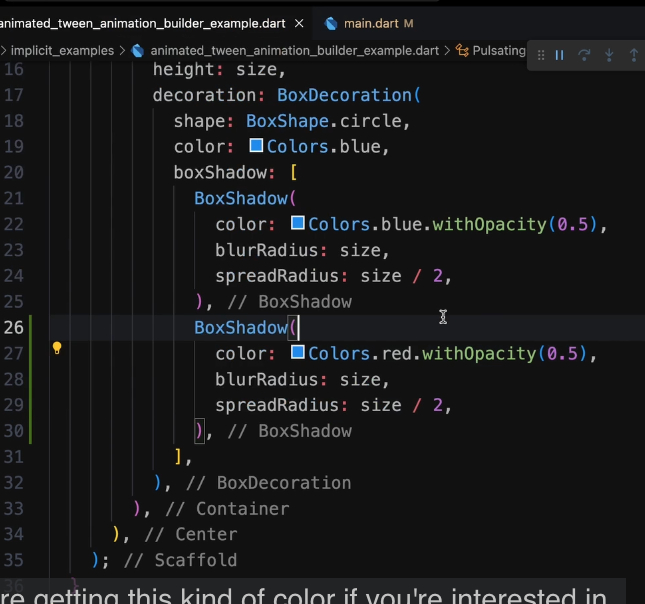 animated_tween_animation_builder_example.dart × main.dart M
> implicit_examples > animated_tween_animation_builder_example.dart > Pulsating
16 height: size,
17 decoration: BoxDecoration(
18 shape: BoxShape.circle,
19 color: Colors.blue,
20 boxShadow: [
21 BoxShadow(
22 color: Colors.blue.withOpacity(0.5),
23 blurRadius: size,
24 spreadRadius: size / 2,
25 ), // BoxShadow
26 BoxShadow(
27 color: Colors.red.withOpacity(0.5),
28 blurRadius: size,
29 spreadRadius: size / 2,
30 ), // BoxShadow
31 ],
32 ), // BoxDecoration
33 ), // Container
34 ), // Center
35 ); // Scaffold
36 }
re getting this kind of color if you're interested in